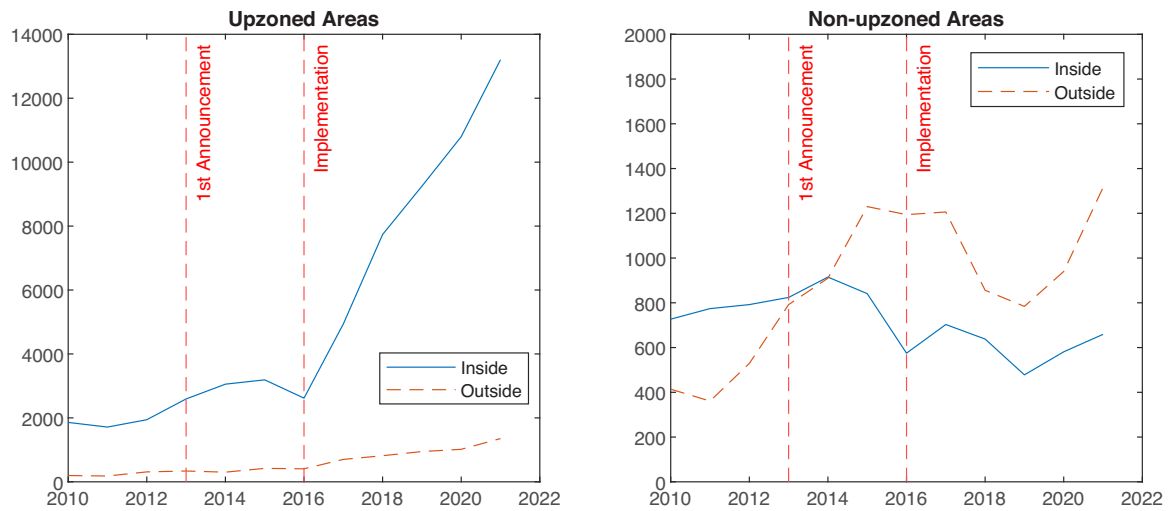 Upzoned Areas
14000
12000
10000
8000
6000
4000
2000
0
2010 2012 2014 2016 2018 2020 2022
1st Announcement
Implementation
Inside
Outside
Non-upzoned Areas
2000
1800
1600
1400
1200
1000
800
600
400
200
0
2010 2012 2014 2016 2018 2020 2022
1st Announcement
Implementation
Inside
Outside